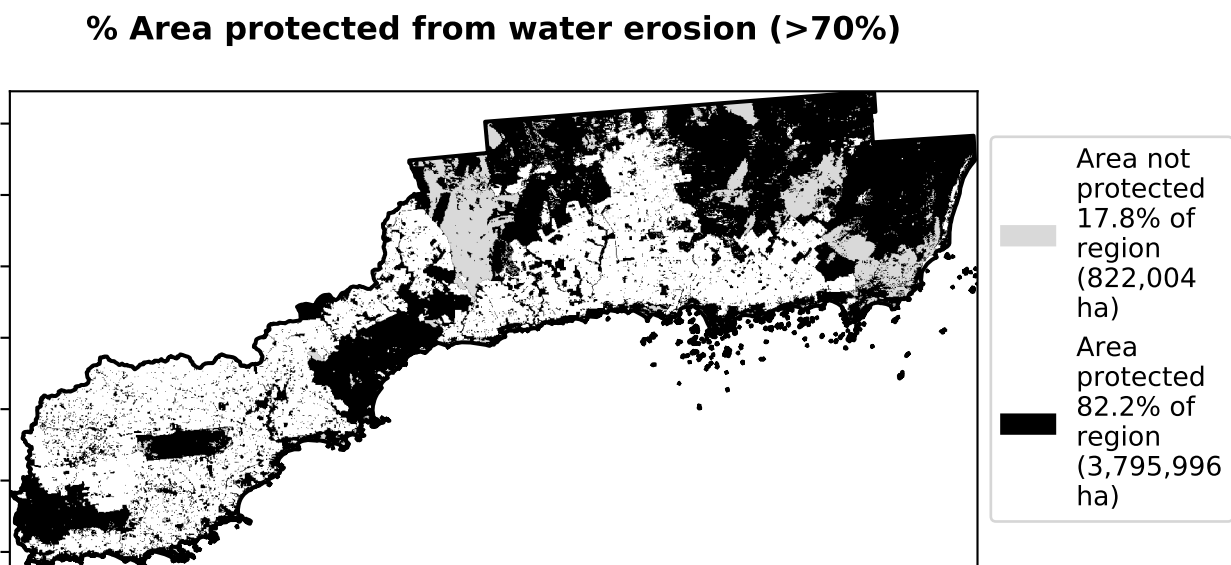 % Area protected from water erosion (>70%)
Area not
protected
17.8% of
region
(822,004
ha)
Area
protected
82.2% of
region
(3,795,996
ha)